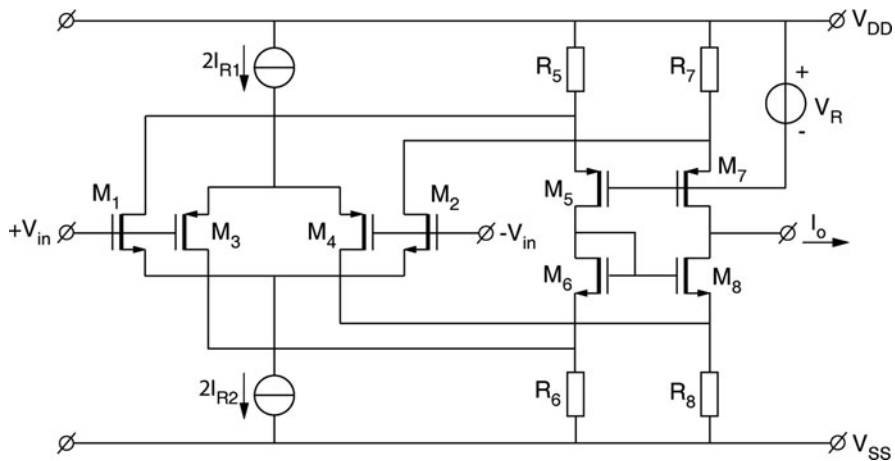 V_DD
2I_R1
R_5
R_7
+
V_R
-
M_1
M_2
M_5
M_7
+V_in
M_3
M_4
-V_in
I_o
M_6
M_8
2I_R2
R_6
R_8
V_SS